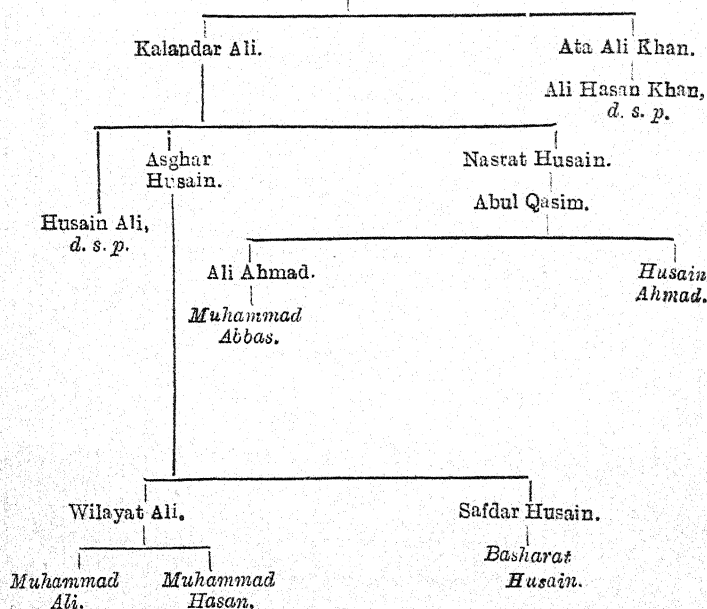 Kalandar Ali.
Ata Ali Khan.
Ali Hasan Khan,
d. s. p.
Asghar
Husain.
Nasrat Husain.
Husain Ali,
d. s. p.
Abul Qasim.
Ali Ahmad.
Husain
Ahmad.
Muhammad
Abbas.
Wilayat Ali.
Safdar Husain.
Muhammad
Ali.
Muhammad
Hasan.
Basharat
Husain.